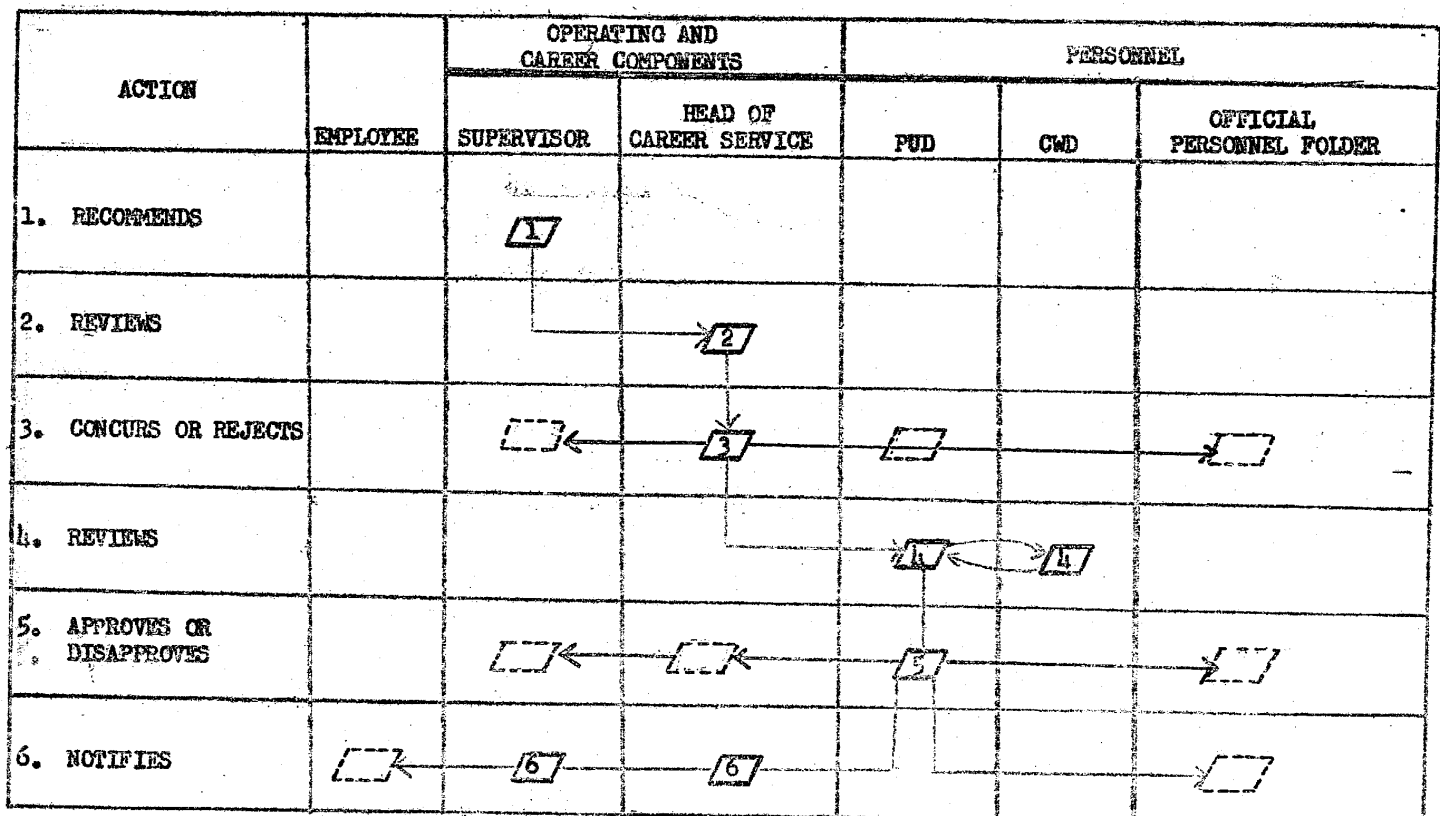 OPERATING AND
CAREER COMPONENTS
PERSONNEL
ACTION
EMPLOYEE
SUPERVISOR
HEAD OF
CAREER SERVICE
PUD
CWD
OFFICIAL
PERSONNEL FOLDER
1. RECOMMENDS
1
2. REVIEWS
2
3. CONCURS OR REJECTS
3
4. REVIEWS
4
4
5. APPROVES OR
DISAPPROVES
5
6. NOTIFIES
6
6